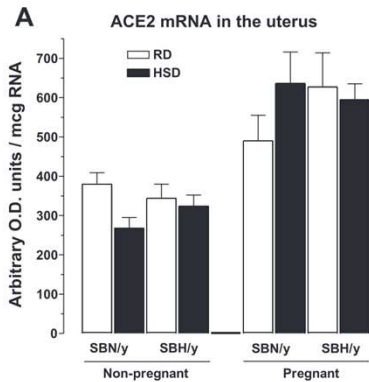 A
ACE2 mRNA in the uterus
RD
HSD
Arbitrary O.D. units / mcg RNA
700
600
500
400
300
200
100
0
SBN/y SBH/y SBN/y SBH/y
Non-pregnant Pregnant